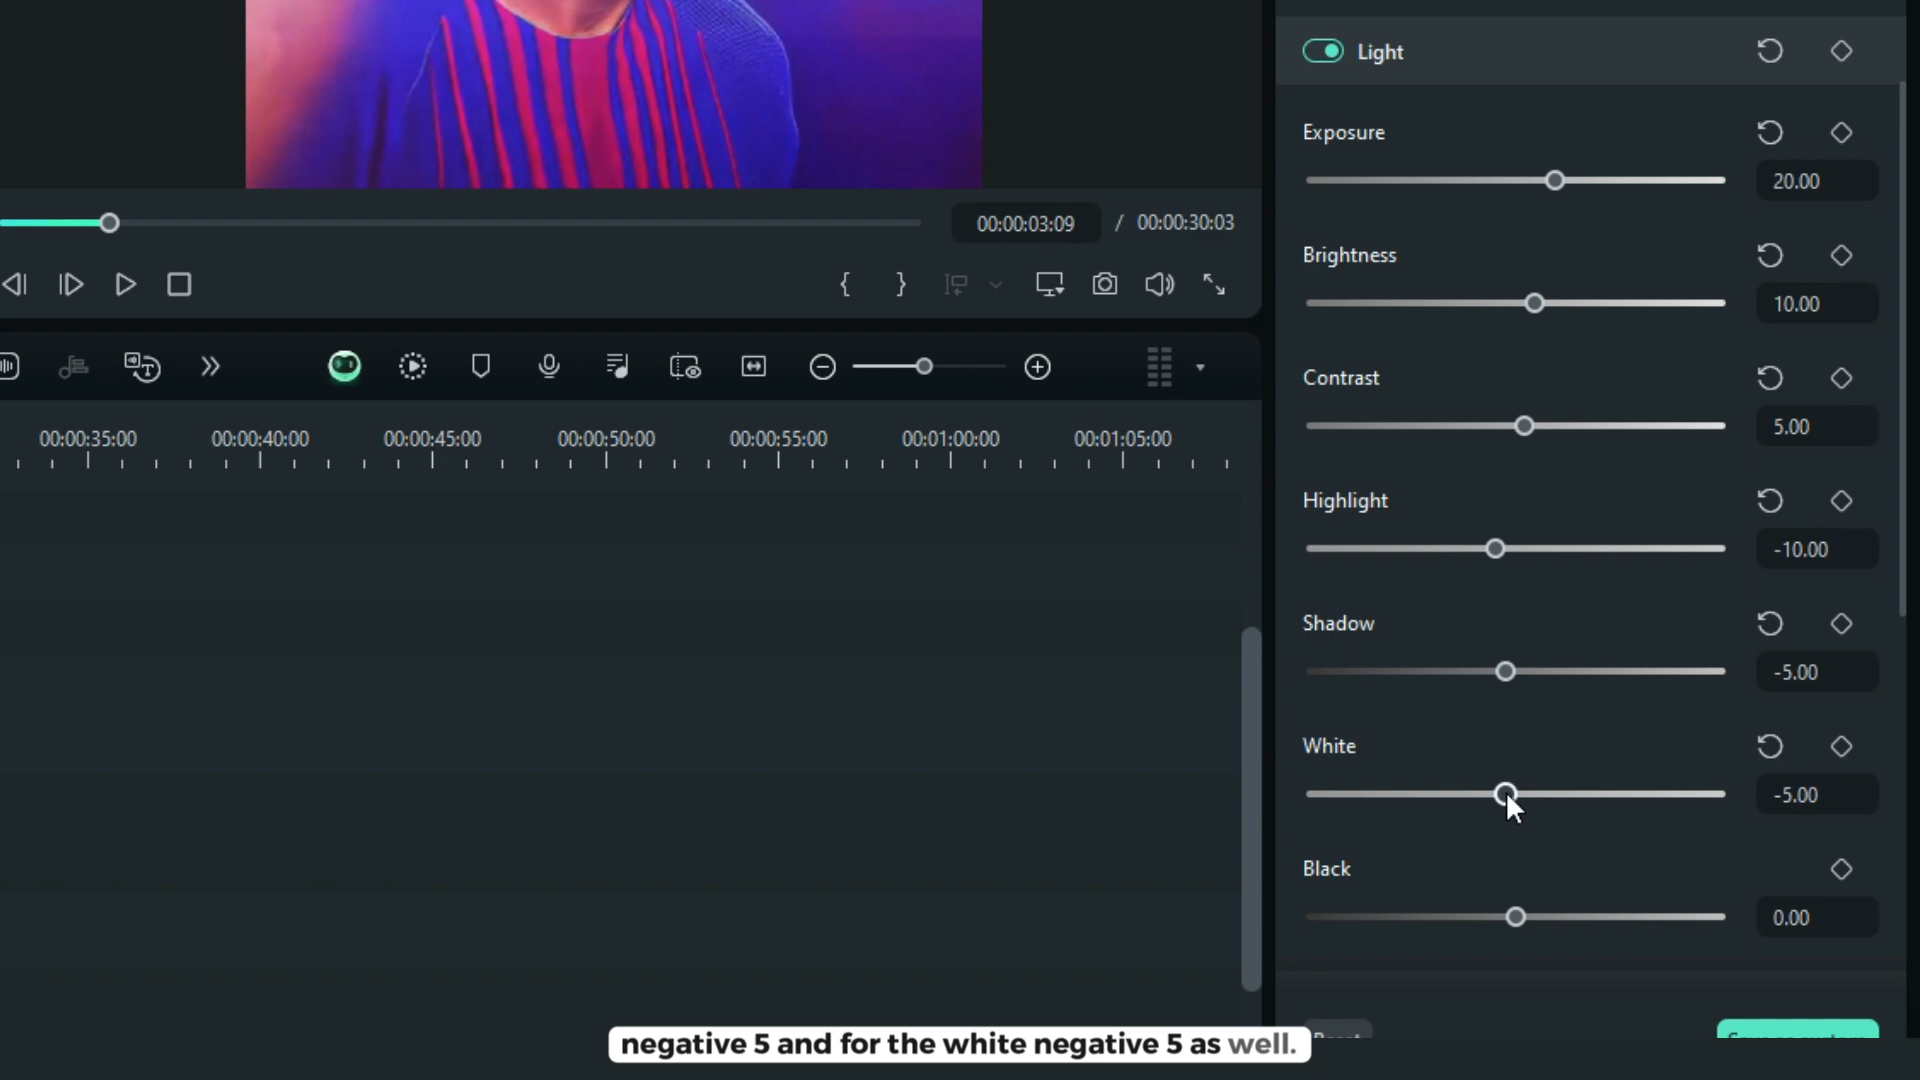 Light
Exposure
20.00
00:00:03:09 / 00:00:30:03
Brightness
10.00
Contrast
5.00
00:00:35:00 00:00:40:00 00:00:45:00 00:00:50:00 00:00:55:00 00:01:00:00 00:01:05:00
Highlight
-10.00
Shadow
-5.00
White
-5.00
Black
0.00
negative 5 and for the white negative 5 as well.